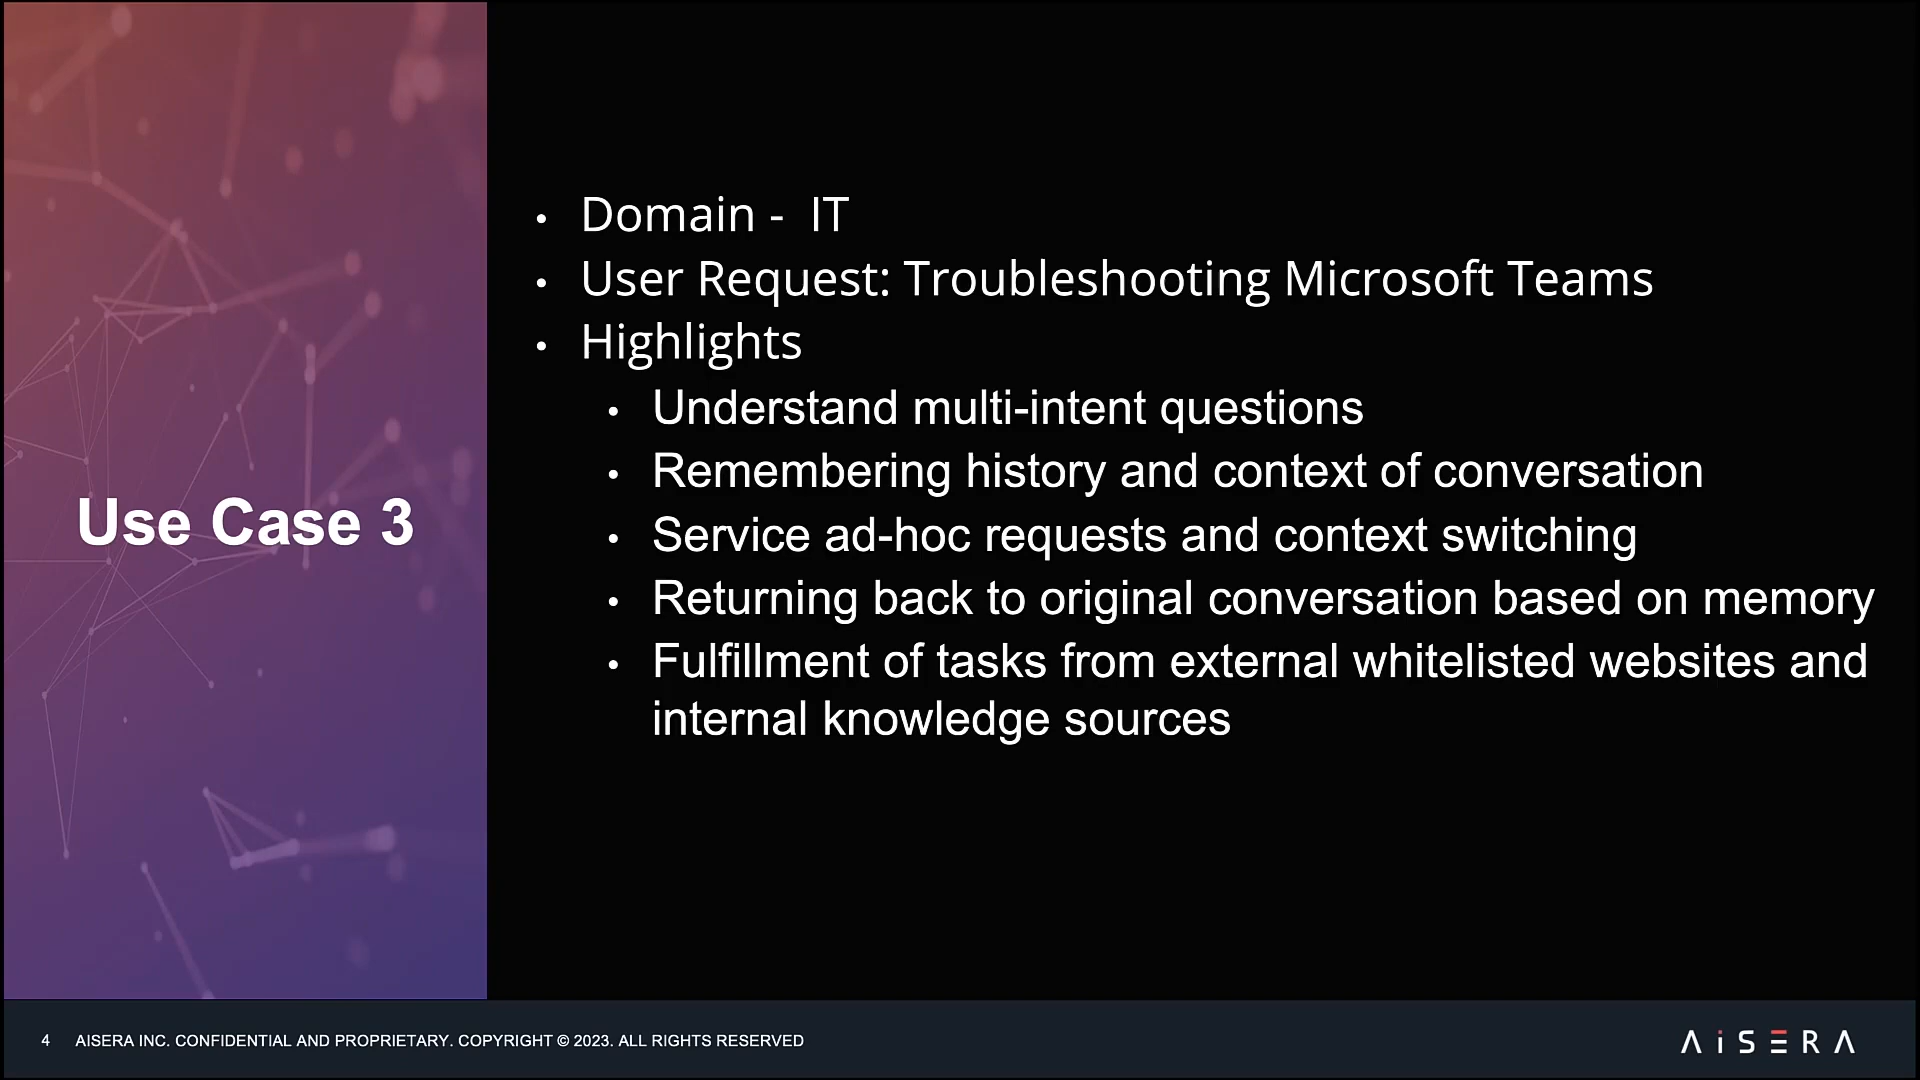 Use Case 3
• Domain -  IT
• User Request: Troubleshooting Microsoft Teams
• Highlights
• Understand multi-intent questions
• Remembering history and context of conversation
• Service ad-hoc requests and context switching
• Returning back to original conversation based on memory
• Fulfillment of tasks from external whitelisted websites and
internal knowledge sources
4 AISERA INC. CONFIDENTIAL AND PROPRIETARY. COPYRIGHT © 2023. ALL RIGHTS RESERVED
AiSERA